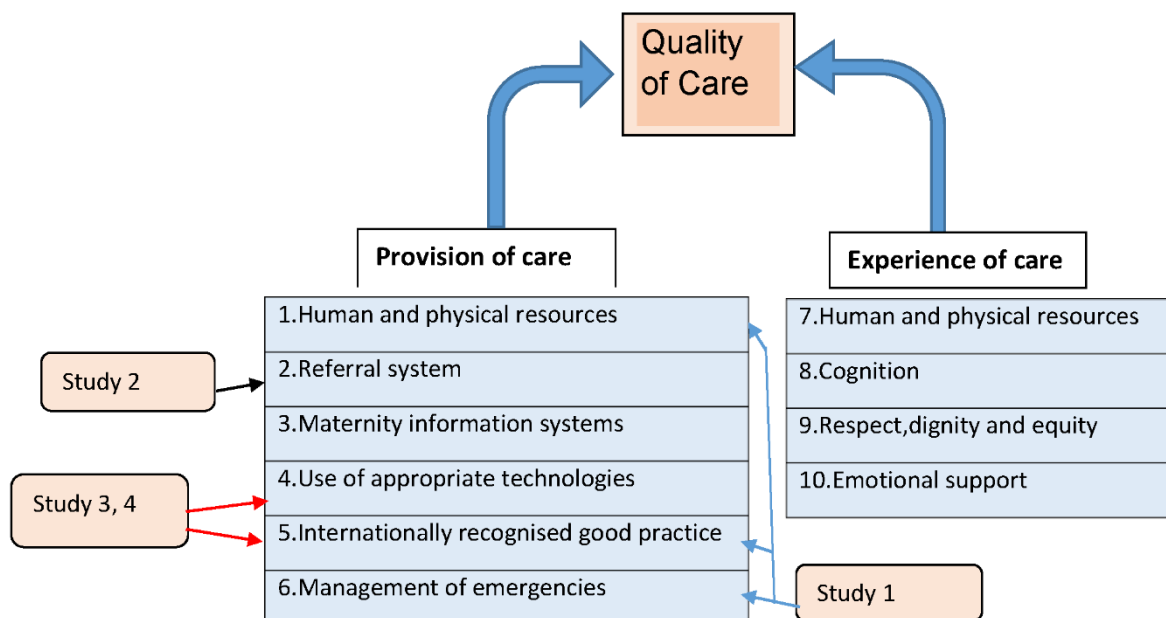 Quality
of Care
Provision of care
Experience of care
1.Human and physical resources
2.Referral system
3.Maternity information systems
4.Use of appropriate technologies
5.Internationally recognised good practice
6.Management of emergencies
7.Human and physical resources
8.Cognition
9.Respect,dignity and equity
10.Emotional support
Study 2
Study 3, 4
Study 1